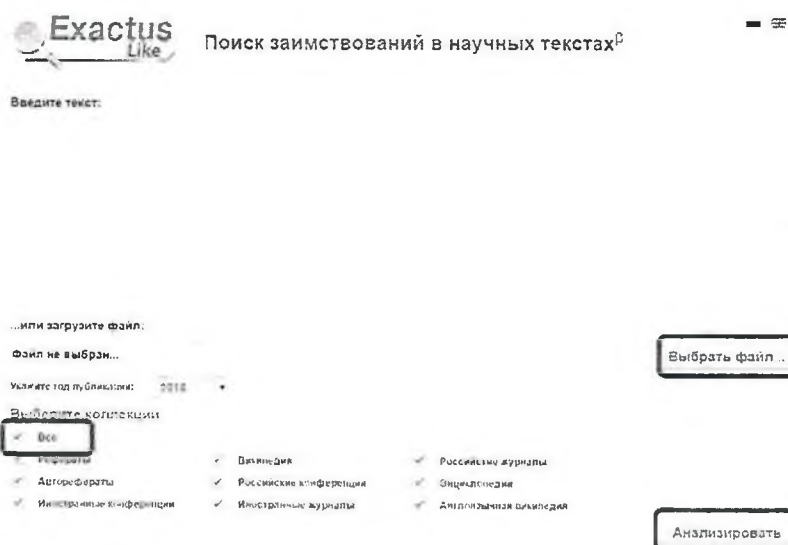 Exactus
Like
Поиск заимствований в научных текстах β
Введите текст:
...или загрузите файл:
Файл не выбран...
Выбрать файл...
Укажите год публикации:
Выберите коллекции
Все
Рефераты
Википедия
Российские журналы
Авторефераты
Российские конференции
Энциклопедии
Иностранные конференции
Иностранные журналы
Англоязычная википедия
Анализировать